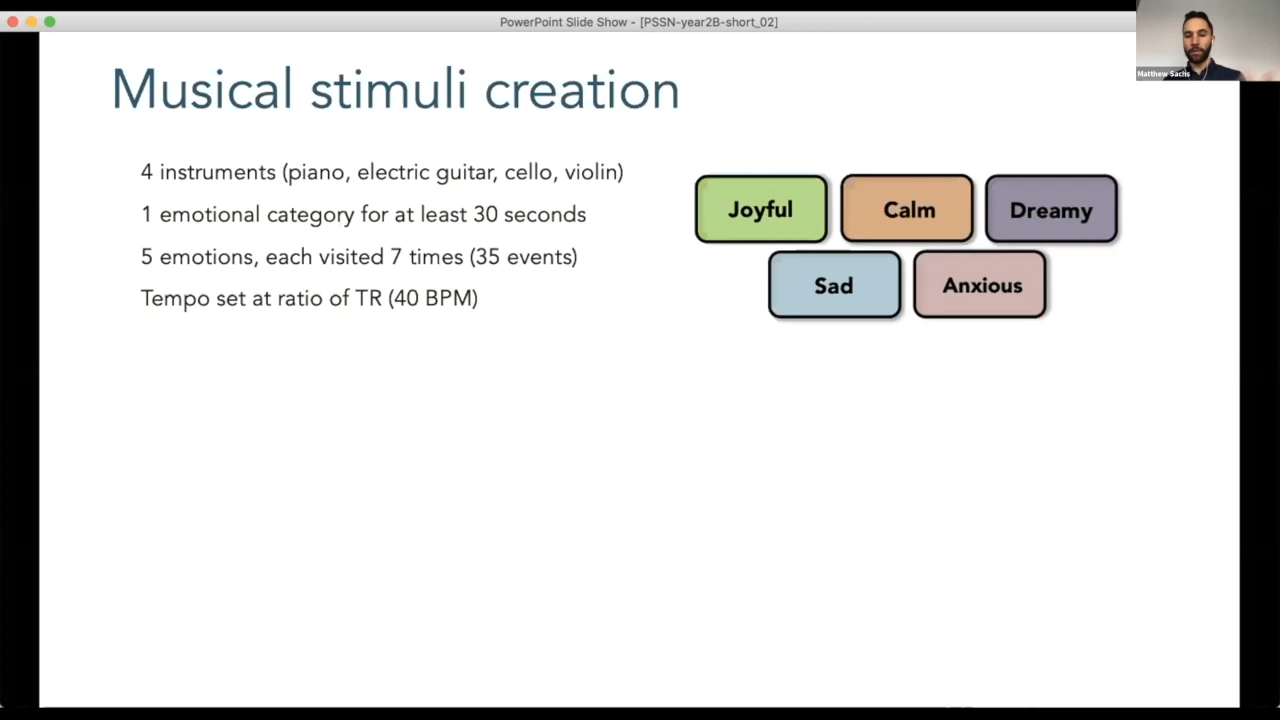 PowerPoint Slide Show - [PSSN-year2B-short_02]
Matthew Sachs
Musical stimuli creation
4 instruments (piano, electric guitar, cello, violin)
1 emotional category for at least 30 seconds
5 emotions, each visited 7 times (35 events)
Tempo set at ratio of TR (40 BPM)
Joyful
Calm
Dreamy
Sad
Anxious